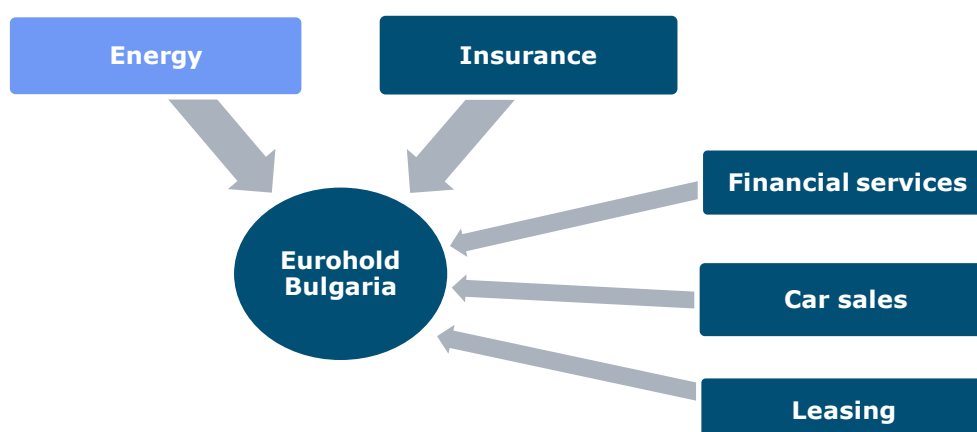 Energy
Insurance
Financial services
Eurohold
Bulgaria
Car sales
Leasing